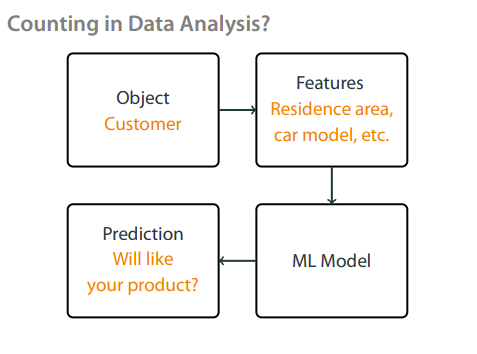 Counting in Data Analysis?
Object
Customer
Features
Residence area,
car model, etc.
Prediction
Will like
your product?
ML Model